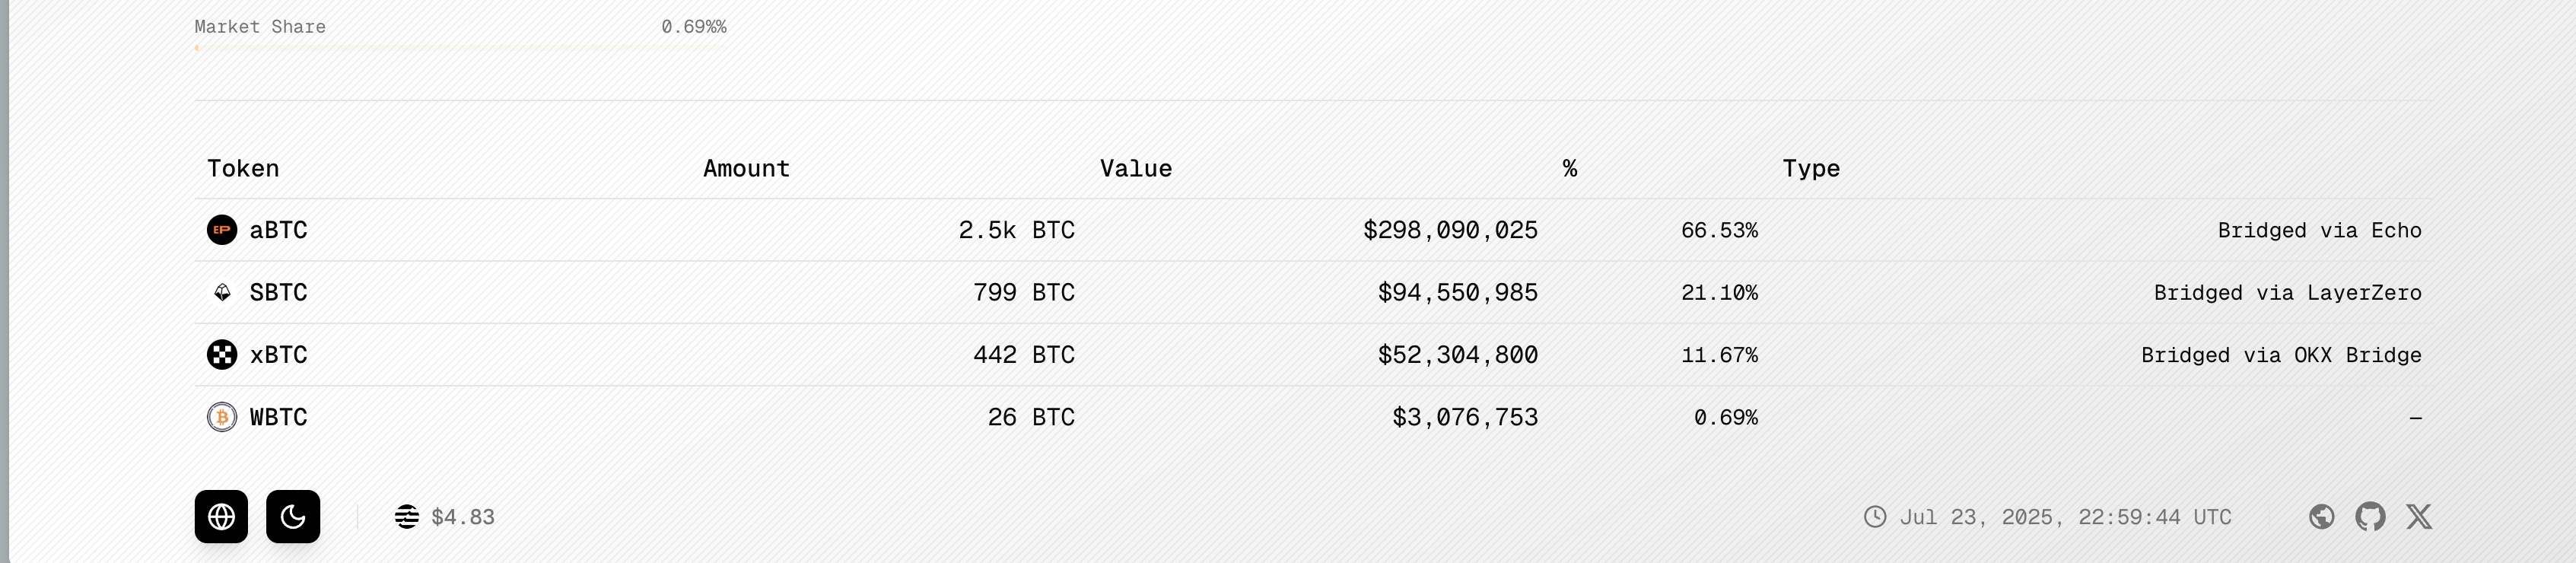 Market Share 0.69%%
Token Amount Value % Type
aBTC 2.5k BTC $298,090,025 66.53% Bridged via Echo
SBTC 799 BTC $94,550,985 21.10% Bridged via LayerZero
xBTC 442 BTC $52,304,800 11.67% Bridged via OKX Bridge
WBTC 26 BTC $3,076,753 0.69% —
$4.83 Jul 23, 2025, 22:59:44 UTC